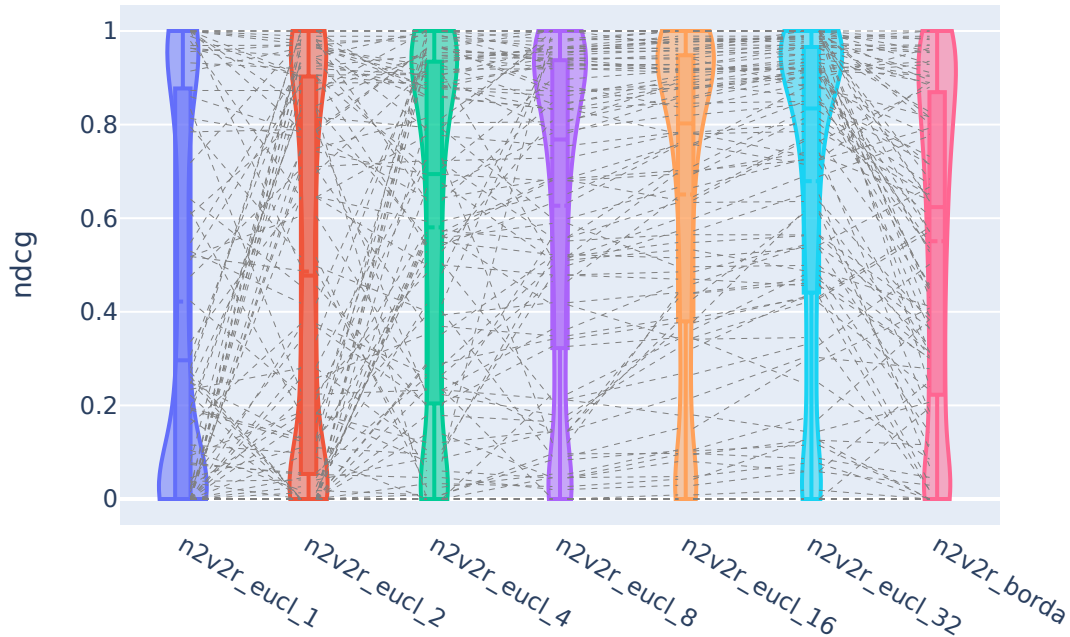 ndcg
1
0.8
0.6
0.4
0.2
0
n2v2r_eucl_1
n2v2r_eucl_2
n2v2r_eucl_4
n2v2r_eucl_8
n2v2r_eucl_16
n2v2r_eucl_32
n2v2r_borda